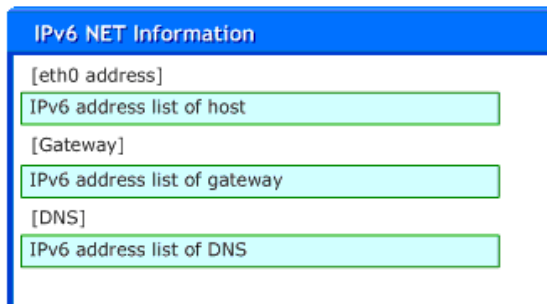 IPv6 NET Information
[eth0 address]
IPv6 address list of host
[Gateway]
IPv6 address list of gateway
[DNS]
IPv6 address list of DNS